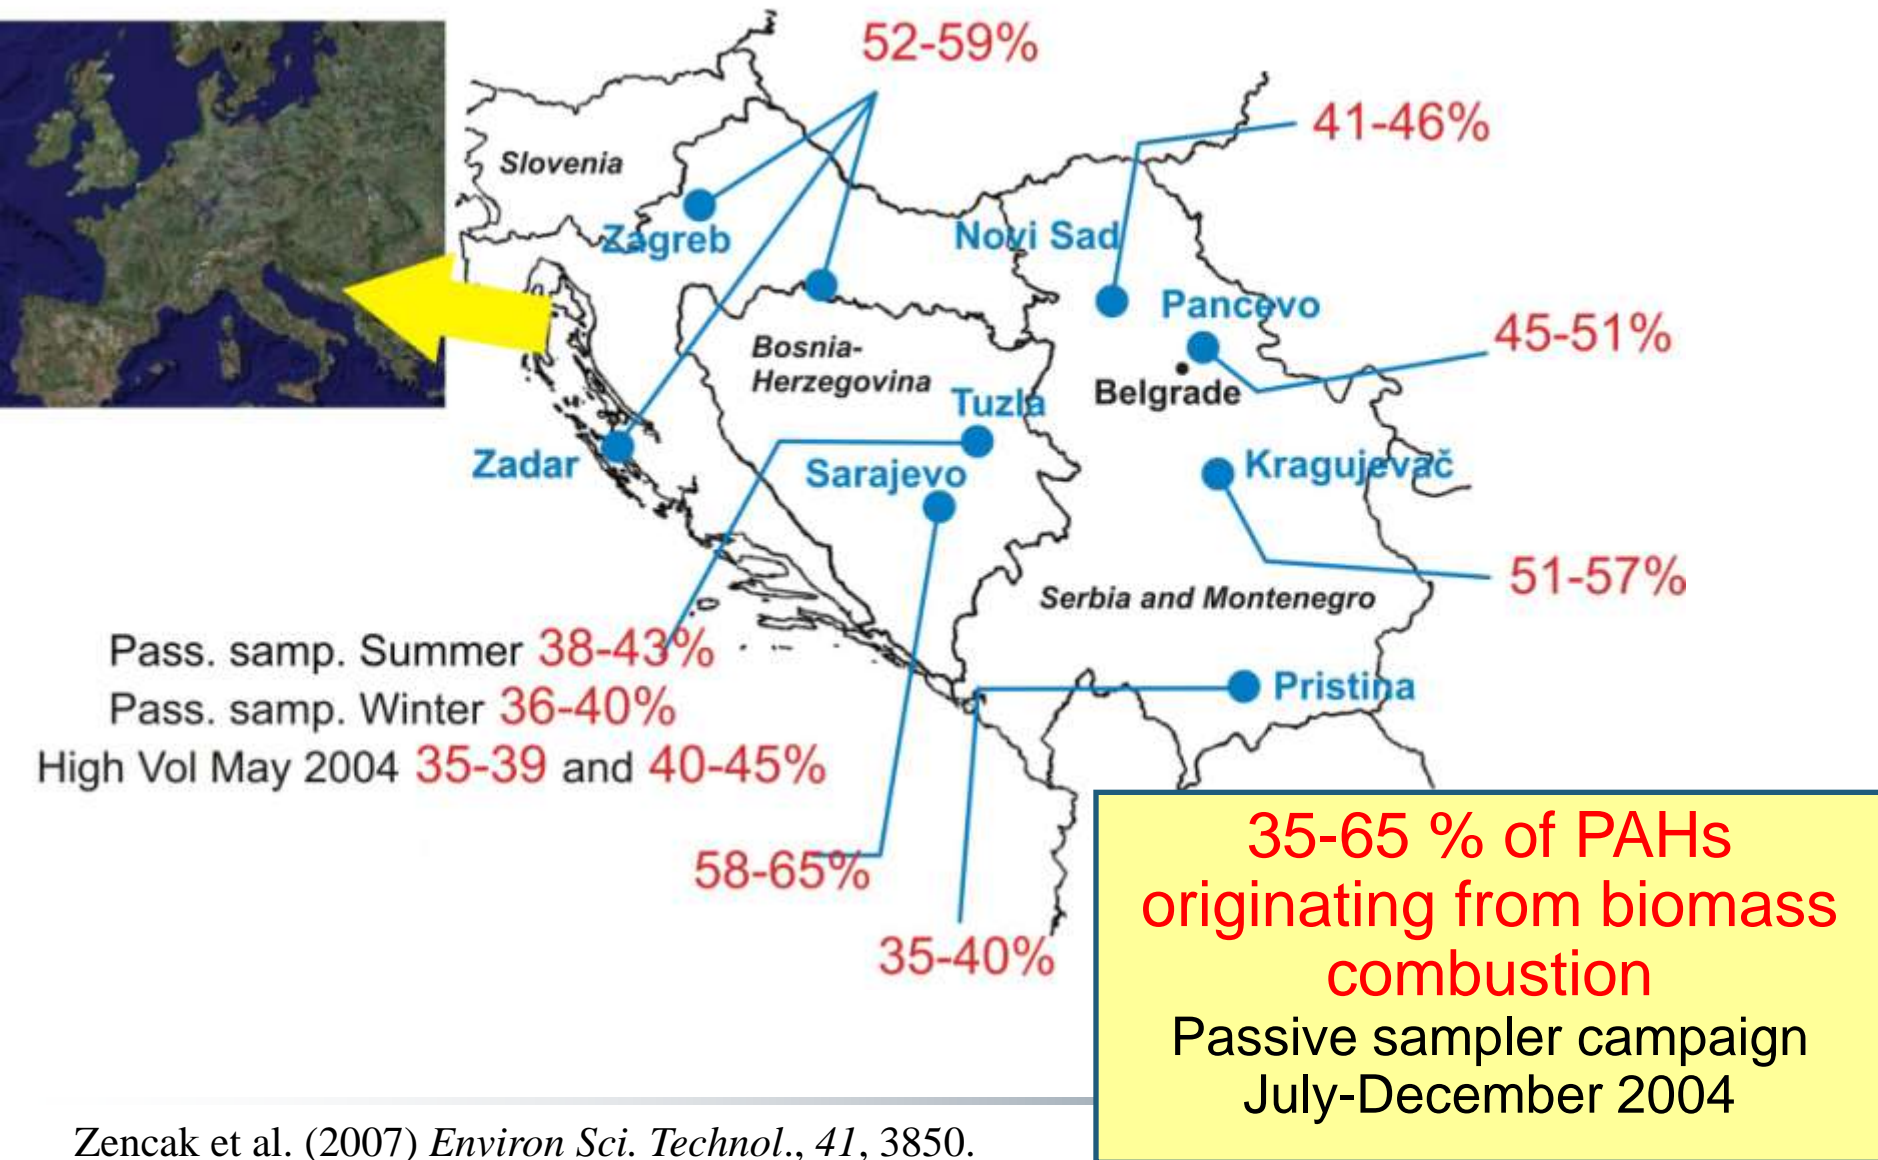 52-59%
41-46%
Slovenia
Zagreb
Novi Sad
Pancevo
45-51%
Bosnia-
Herzegovina
Belgrade
Tuzla
Zadar
Sarajevo
Kragujevač
51-57%
Serbia and Montenegro
Pass. samp. Summer 38-43%
Pass. samp. Winter 36-40%
High Vol May 2004 35-39 and 40-45%
Pristina
58-65%
35-40%
35-65 % of PAHs
originating from biomass
combustion
Passive sampler campaign
July-December 2004
Zencak et al. (2007) Environ Sci. Technol., 41, 3850.